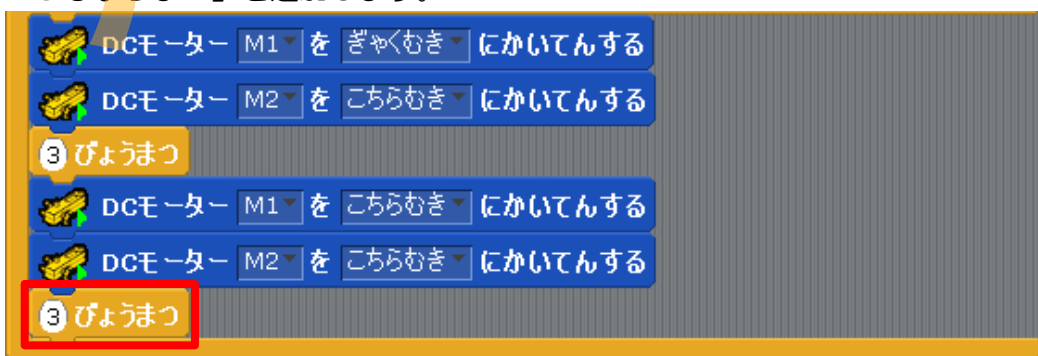 DCモーター M1 を ぎゃくむき にかいてんする
DCモーター M2 を こちらむき にかいてんする
3 びょうまつ
DCモーター M1 を こちらむき にかいてんする
DCモーター M2 を こちらむき にかいてんする
3 びょうまつ